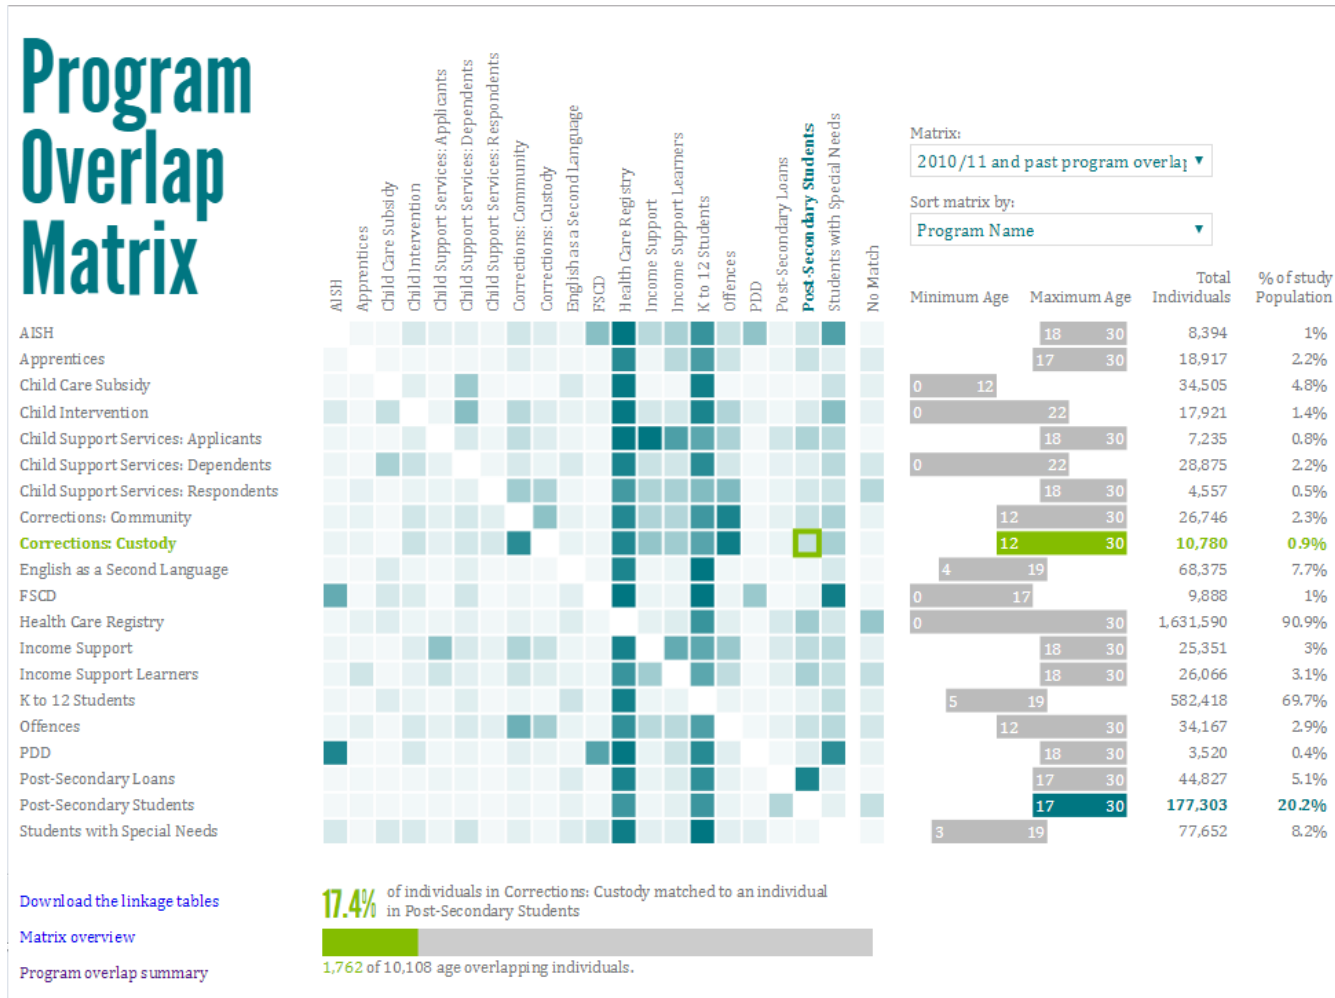 Program
Overlap
Matrix
AISH
Apprentices
Child Care Subsidy
Child Intervention
Child Support Services: Applicants
Child Support Services: Dependents
Child Support Services: Respondents
Corrections: Community
Corrections: Custody
English as a Second Language
FSCD
Health Care Registry
Income Support
Income Support Learners
K to 12 Students
Offences
PDD
Post-Secondary Loans
Post-Secondary Students
Students with Special Needs
No Match
Matrix:
2010/11 and past program overlap
Sort matrix by:
Program Name
Minimum Age Maximum Age Total Individuals % of study Population
AISH 18 30 8,394 1%
Apprentices 17 30 18,917 2.2%
Child Care Subsidy 0 12 34,505 4.8%
Child Intervention 0 22 17,921 1.4%
Child Support Services: Applicants 18 30 7,235 0.8%
Child Support Services: Dependents 0 22 28,875 2.2%
Child Support Services: Respondents 18 30 4,557 0.5%
Corrections: Community 12 30 26,746 2.3%
Corrections: Custody 12 30 10,780 0.9%
English as a Second Language 4 19 68,375 7.7%
FSCD 0 17 9,888 1%
Health Care Registry 0 30 1,631,590 90.9%
Income Support 18 30 25,351 3%
Income Support Learners 18 30 26,066 3.1%
K to 12 Students 5 19 582,418 69.7%
Offences 12 30 34,167 2.9%
PDD 18 30 3,520 0.4%
Post-Secondary Loans 17 30 44,827 5.1%
Post-Secondary Students 17 30 177,303 20.2%
Students with Special Needs 3 19 77,652 8.2%
Download the linkage tables
Matrix overview
Program overlap summary
17.4% of individuals in Corrections: Custody matched to an individual
in Post-Secondary Students
1,762 of 10,108 age overlapping individuals.